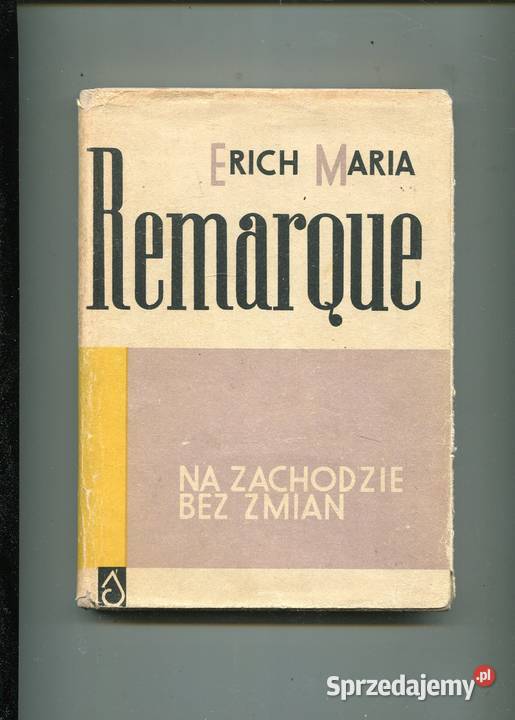 ERICH MARIA
Remarque
NA ZACHODZIE
BEZ ZMIAN
Sprzedajemy.pl